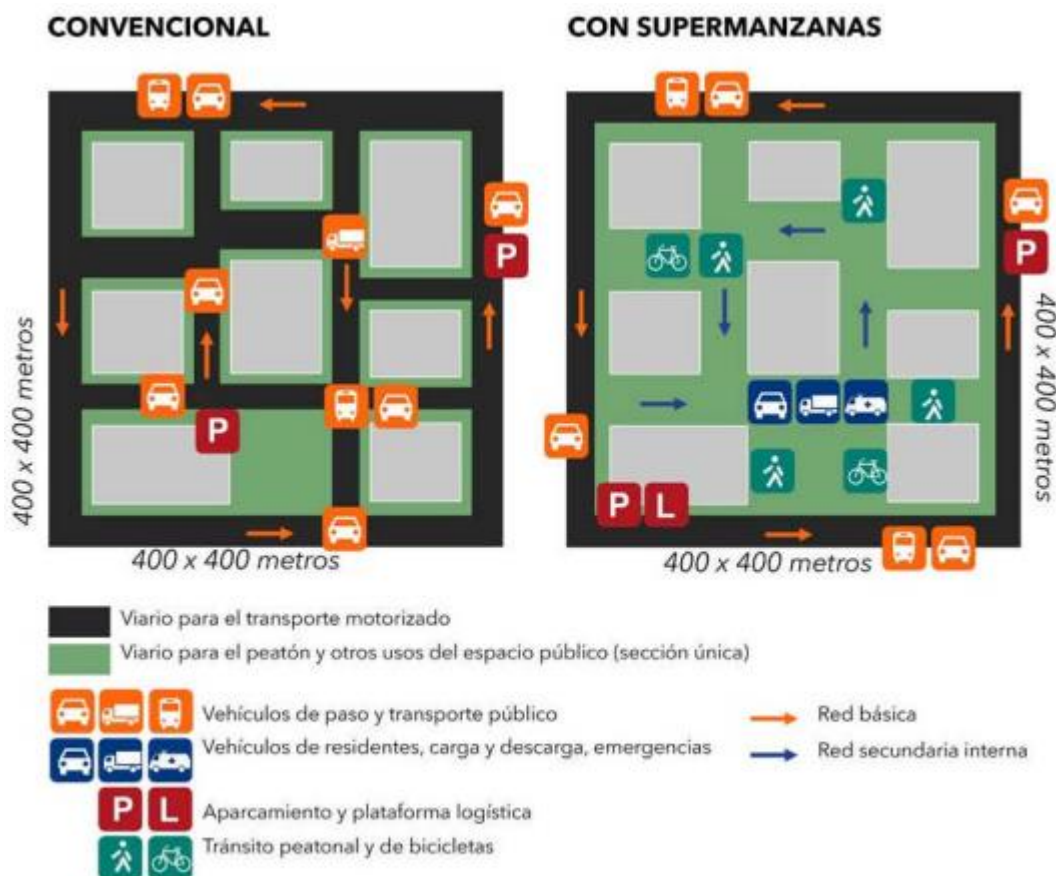 CONVENCIONAL
CON SUPERMANZANAS
P
P
P
P L
400 x 400 metros
400 x 400 metros
400 x 400 metros
400 x 400 metros
Viario para el transporte motorizado
Viario para el peatón y otros usos del espacio público (sección única)
Vehículos de paso y transporte público
Red básica
Vehículos de residentes, carga y descarga, emergencias
Red secundaria interna
P L
Aparcamiento y plataforma logística
Tránsito peatonal y de bicicletas